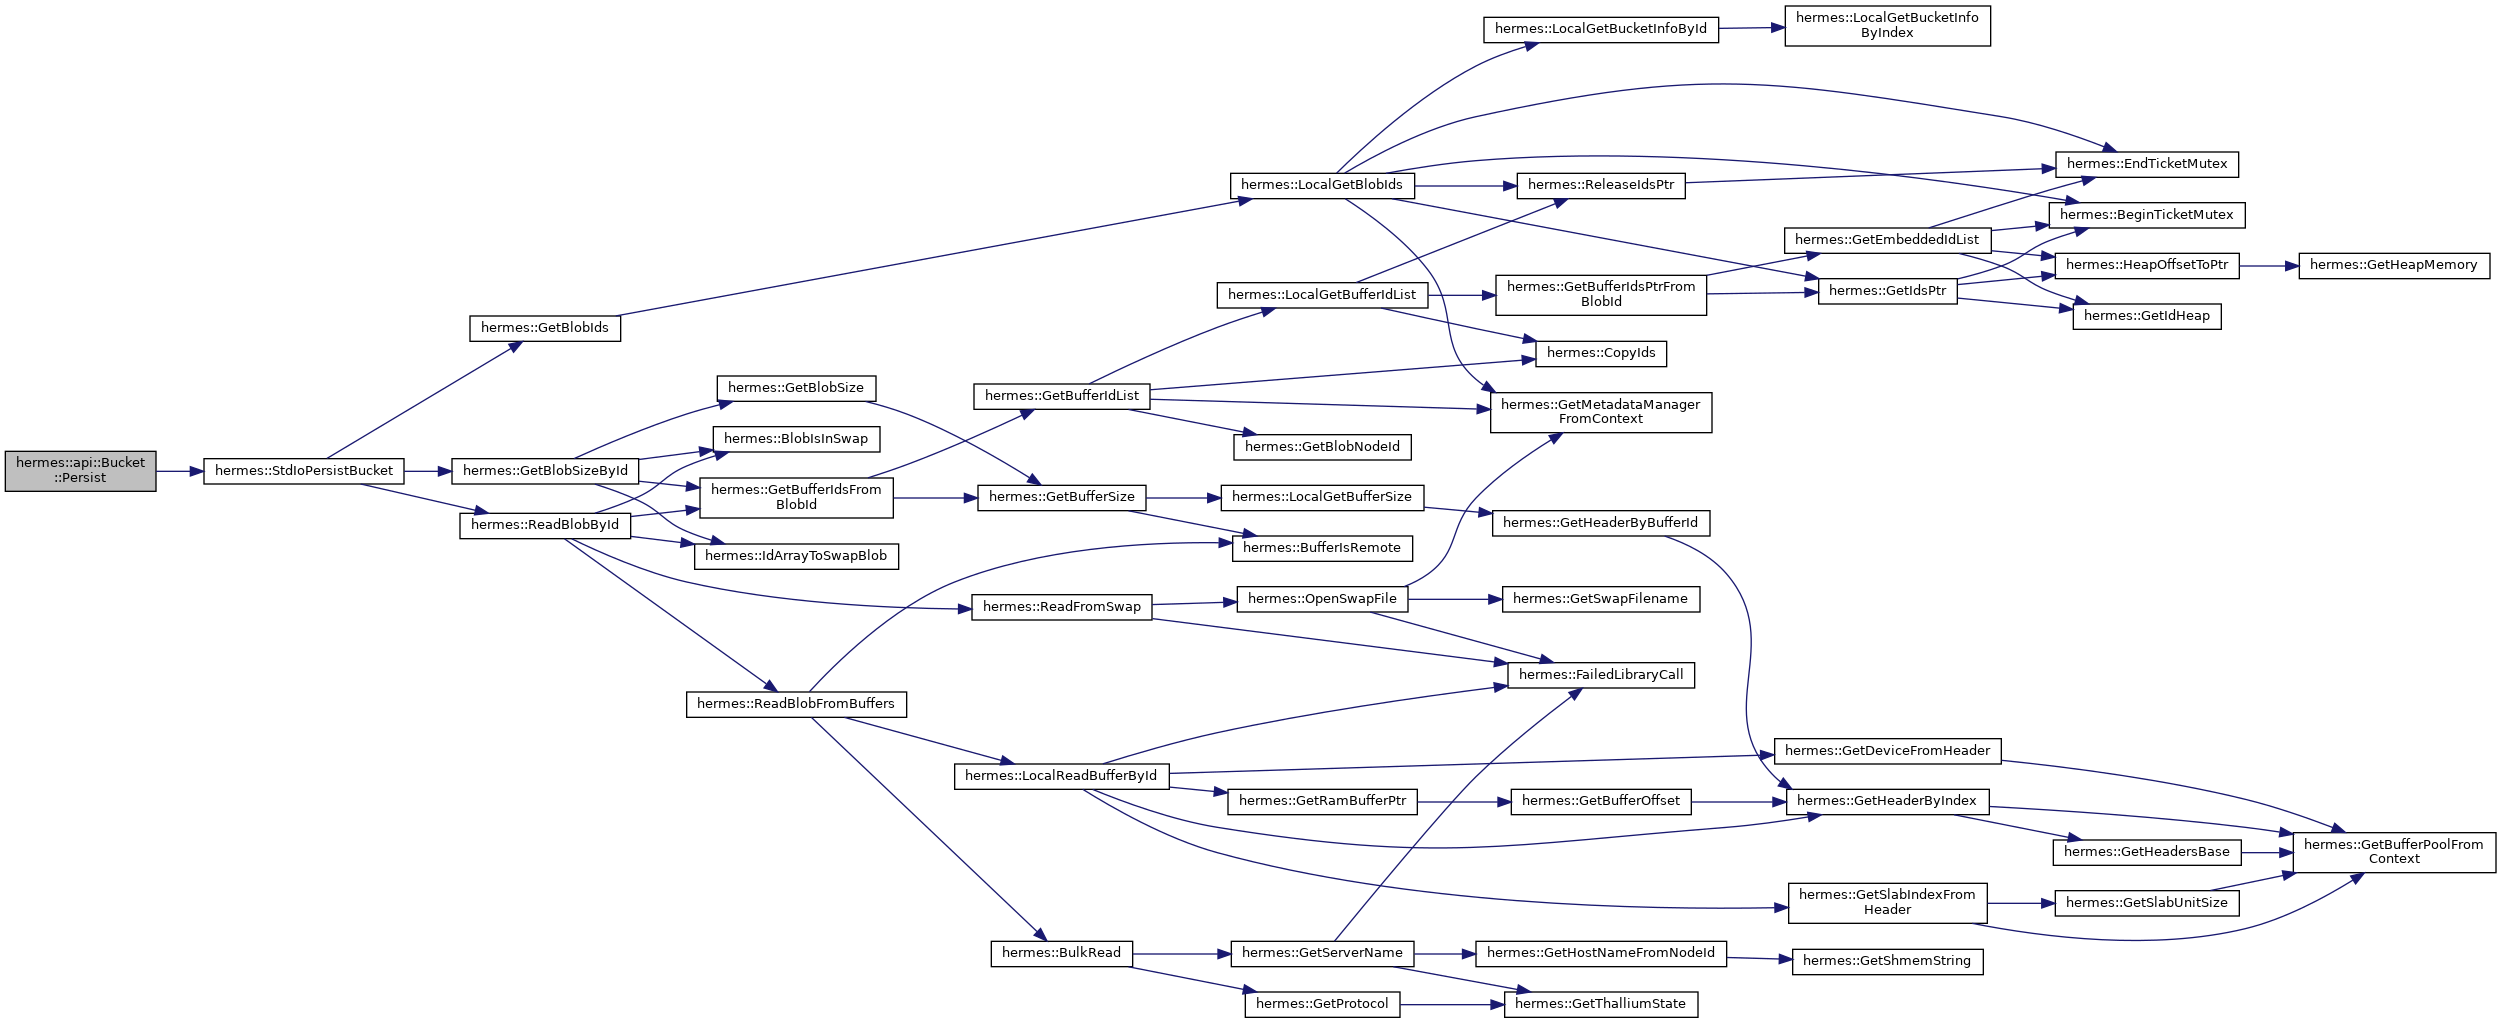 hermes::api::Bucket
::Persist
hermes::StdIoPersistBucket
hermes::GetBlobIds
hermes::GetBlobSizeById
hermes::ReadBlobById
hermes::GetBlobSize
hermes::BlobIsInSwap
hermes::GetBufferIdsFrom
BlobId
hermes::IdArrayToSwapBlob
hermes::ReadBlobFromBuffers
hermes::GetBufferIdList
hermes::GetBufferSize
hermes::ReadFromSwap
hermes::LocalReadBufferById
hermes::BulkRead
hermes::LocalGetBlobIds
hermes::LocalGetBufferIdList
hermes::GetBlobNodeId
hermes::LocalGetBufferSize
hermes::BufferIsRemote
hermes::OpenSwapFile
hermes::GetRamBufferPtr
hermes::GetServerName
hermes::GetProtocol
hermes::LocalGetBucketInfoById
hermes::ReleaseIdsPtr
hermes::GetBufferIdsPtrFrom
BlobId
hermes::CopyIds
hermes::GetMetadataManager
FromContext
hermes::GetHeaderByBufferId
hermes::GetSwapFilename
hermes::FailedLibraryCall
hermes::GetBufferOffset
hermes::GetHostNameFromNodeId
hermes::GetThalliumState
hermes::LocalGetBucketInfo
ByIndex
hermes::GetEmbeddedIdList
hermes::GetIdsPtr
hermes::GetDeviceFromHeader
hermes::GetHeaderByIndex
hermes::GetSlabIndexFrom
Header
hermes::GetShmemString
hermes::EndTicketMutex
hermes::BeginTicketMutex
hermes::HeapOffsetToPtr
hermes::GetIdHeap
hermes::GetHeadersBase
hermes::GetSlabUnitSize
hermes::GetHeapMemory
hermes::GetBufferPoolFrom
Context